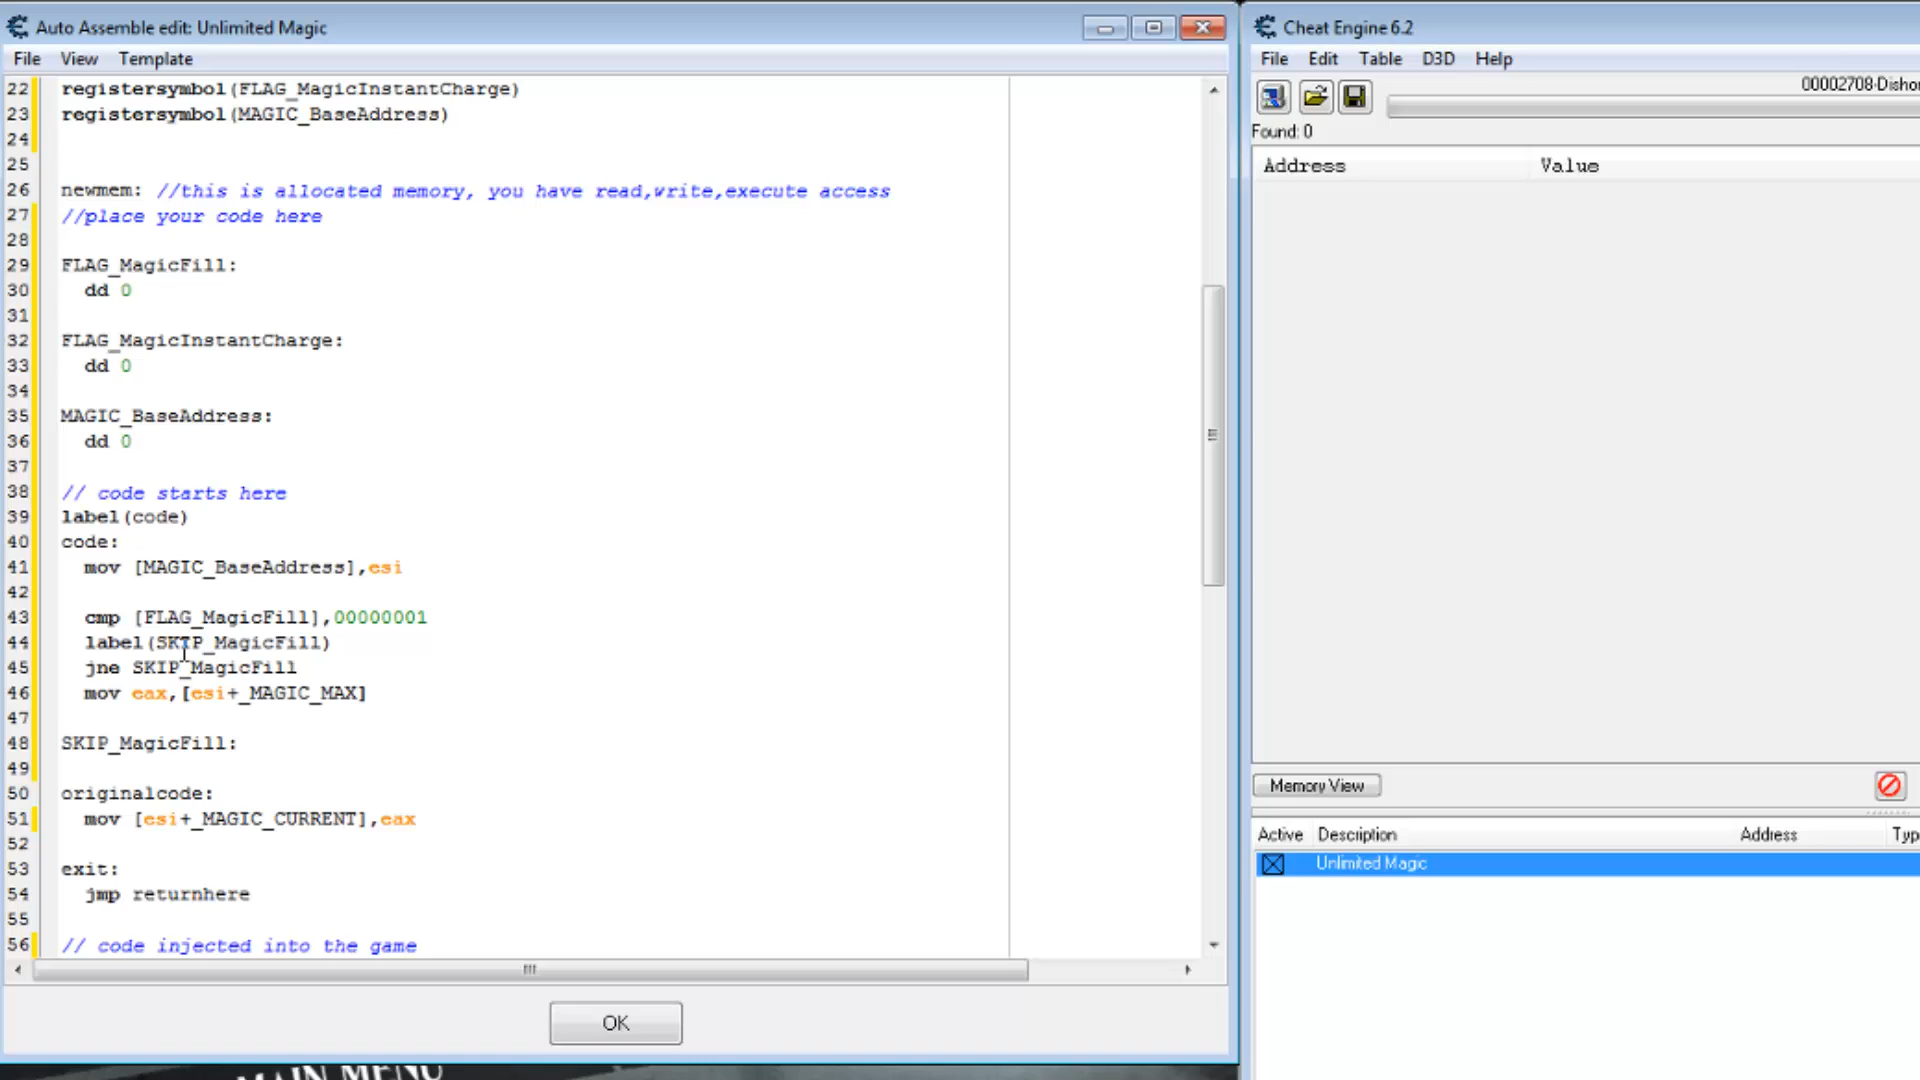 Auto Assemble edit: Unlimited Magic
File View Template
22 registersymbol(FLAG_MagicInstantCharge)
23 registersymbol(MAGIC_BaseAddress)
24
25
26 newmem: //this is allocated memory, you have read,write,execute access
27 //place your code here
28
29 FLAG_MagicFill:
30 dd 0
31
32 FLAG_MagicInstantCharge:
33 dd 0
34
35 MAGIC_BaseAddress:
36 dd 0
37
38 // code starts here
39 label(code)
40 code:
41 mov [MAGIC_BaseAddress],esi
42
43 cmp [FLAG_MagicFill],00000001
44 label(SKIP_MagicFill)
45 jne SKIP_MagicFill
46 mov eax,[esi+_MAGIC_MAX]
47
48 SKIP_MagicFill:
49
50 originalcode:
51 mov [esi+_MAGIC_CURRENT],eax
52
53 exit:
54 jmp returnhere
55
56 // code injected into the game
OK
MAIN MENU
Cheat Engine 6.2
File Edit Table D3D Help
00002708-Dishor
Found: 0
Address Value
Memory View
Active Description Address Typ
Unlimited Magic